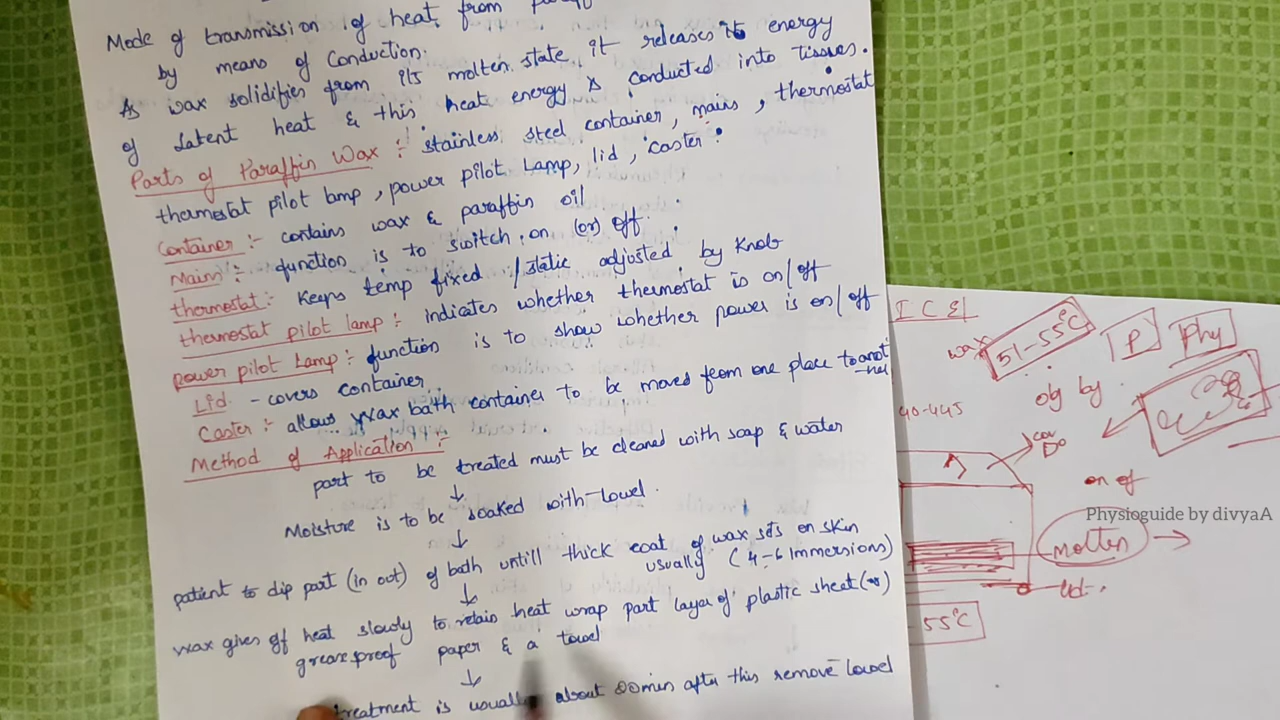 Mode of transmission of heat from
by means of Conduction.
As wax solidifies from its molten state it releases its energy
of Latent heat & this heat energy is conducted into tissues.
Parts of Paraffin Wax :- stainless steel container, mains, thermostat
thermostat pilot lamp, power pilot Lamp, lid, caster.
Container :- contains wax & paraffin oil
Mains :- function is to switch on (or) off.
thermostat :- Keeps temp fixed / static adjusted by Knob
thermostat pilot lamp :- indicates whether thermostat is on/off
power pilot Lamp :- function is to show whether power is on/off
Lid - covers container.
Caster :- allows Wax bath container to be moved from one place to anot
-her
Method of Application :-
part to be treated must be cleaned with soap & water
↓
Moisture is to be soaked with towel.
↓
patient to dip part (in out) of bath untill thick coat of wax sets on skin
usually (4-6 Immersions)
↓
wax gives off heat slowly to retain heat wrap part layer of plastic sheet (or)
grease proof paper & a towel
↓
treatment is usually about 20min after this remove towel
ICE
wax 51-55°C P Phy
by
40-445
on of
Physioguide by divyaA
Molten →
55°C